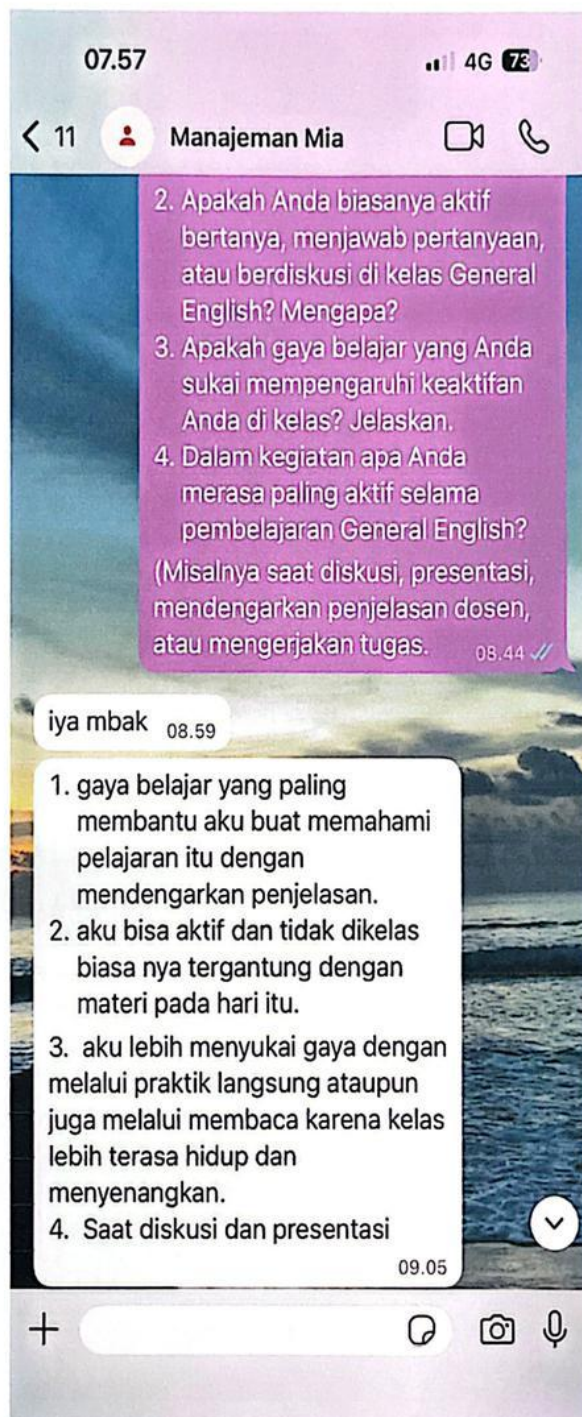 07.57
4G 73
11 Manajeman Mia
2. Apakah Anda biasanya aktif
bertanya, menjawab pertanyaan,
atau berdiskusi di kelas General
English? Mengapa?
3. Apakah gaya belajar yang Anda
sukai mempengaruhi keaktifan
Anda di kelas? Jelaskan.
4. Dalam kegiatan apa Anda
merasa paling aktif selama
pembelajaran General English?
(Misalnya saat diskusi, presentasi,
mendengarkan penjelasan dosen,
atau mengerjakan tugas. 08.44
iya mbak 08.59
1. gaya belajar yang paling
membantu aku buat memahami
pelajaran itu dengan
mendengarkan penjelasan.
2. aku bisa aktif dan tidak dikelas
biasa nya tergantung dengan
materi pada hari itu.
3. aku lebih menyukai gaya dengan
melalui praktik langsung ataupun
juga melalui membaca karena kelas
lebih terasa hidup dan
menyenangkan.
4. Saat diskusi dan presentasi
09.05